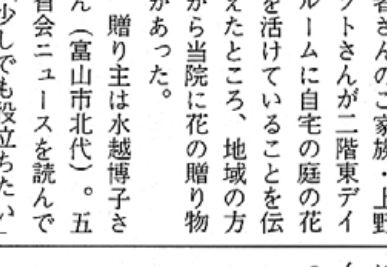 者さんのご家族・上野
ットさんが二階東デイ
ルームに自宅の庭の花
を活けていることを伝
えたところ、地域の方
から当院に花の贈り物
があった。
贈り主は水越博子さ
ん（富山市北代）。五
省会ニュースを読んで
少しでも役立ちたい」